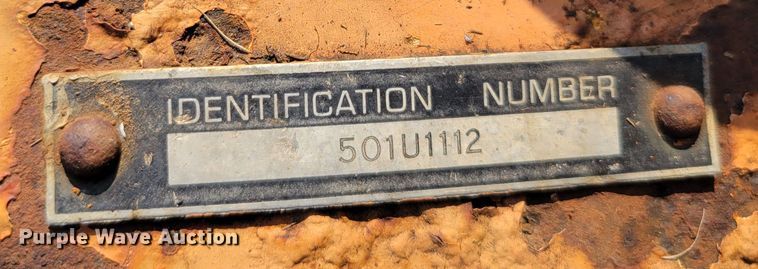 IDENTIFICATION NUMBER
501U1112
Purple Wave Auction